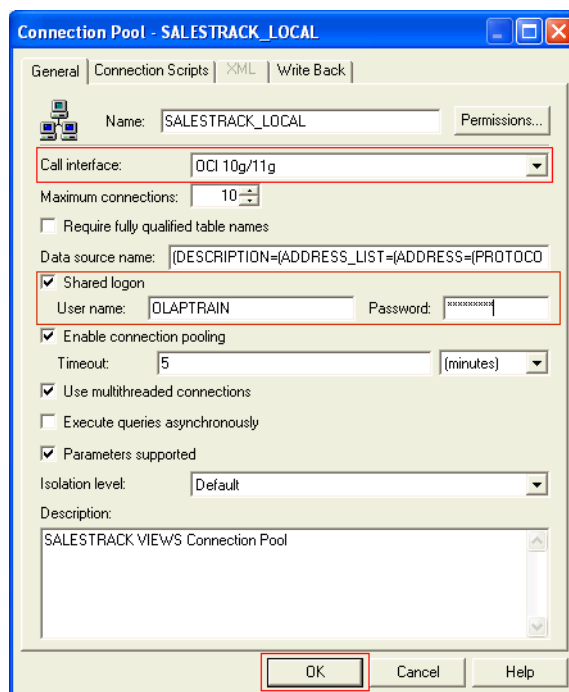 Connection Pool - SALESTRACK_LOCAL
General Connection Scripts XML Write Back
Name: SALESTRACK_LOCAL Permissions...
Call interface: OCI 10g/11g
Maximum connections: 10
Require fully qualified table names
Data source name: (DESCRIPTION=(ADDRESS_LIST=(ADDRESS=(PROTOCO
Shared logon
User name: OLAPTRAIN Password: *********
Enable connection pooling
Timeout: 5 (minutes)
Use multithreaded connections
Execute queries asynchronously
Parameters supported
Isolation level: Default
Description:
SALESTRACK VIEWS Connection Pool
OK Cancel Help